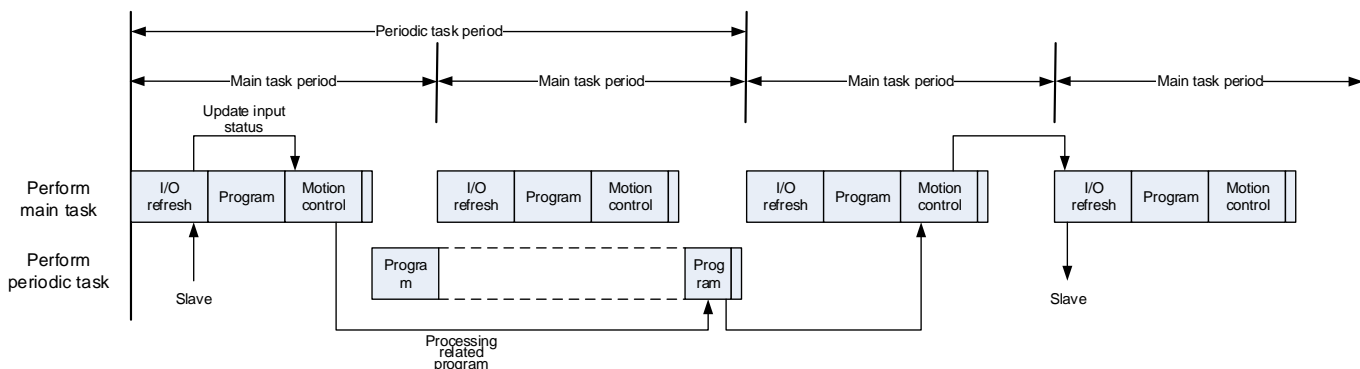 Periodic task period
Main task period
Main task period
Main task period
Main task period
Update input
status
Perform
main task
I/O
refresh
Program
Motion
control
I/O
refresh
Program
Motion
control
I/O
refresh
Program
Motion
control
I/O
refresh
Program
Motion
control
Perform
periodic task
Progra
m
Prog
ram
Slave
Slave
Processing
related
program